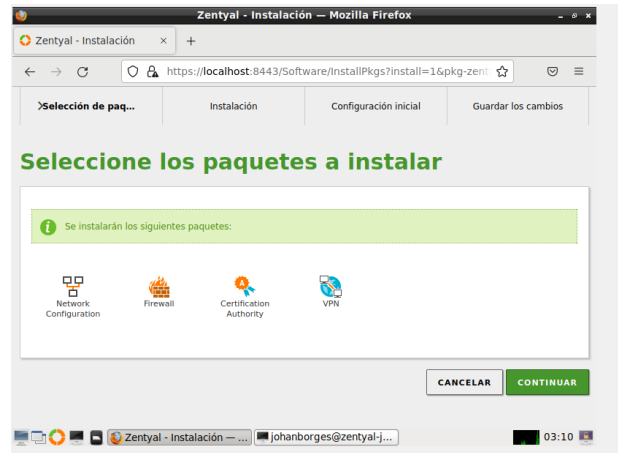 Zentyal - Instalación — Mozilla Firefox
Zentyal - Instalación × +
https://localhost:8443/Software/InstallPkgs?install=1&pkg-zent
Selección de paq... Instalación Configuración inicial Guardar los cambios
Seleccione los paquetes a instalar
Se instalarán los siguientes paquetes:
Network Configuration
Firewall
Certification Authority
VPN
CANCELAR CONTINUAR
Zentyal - Instalación — ... johanborges@zentyal-j... 03:10